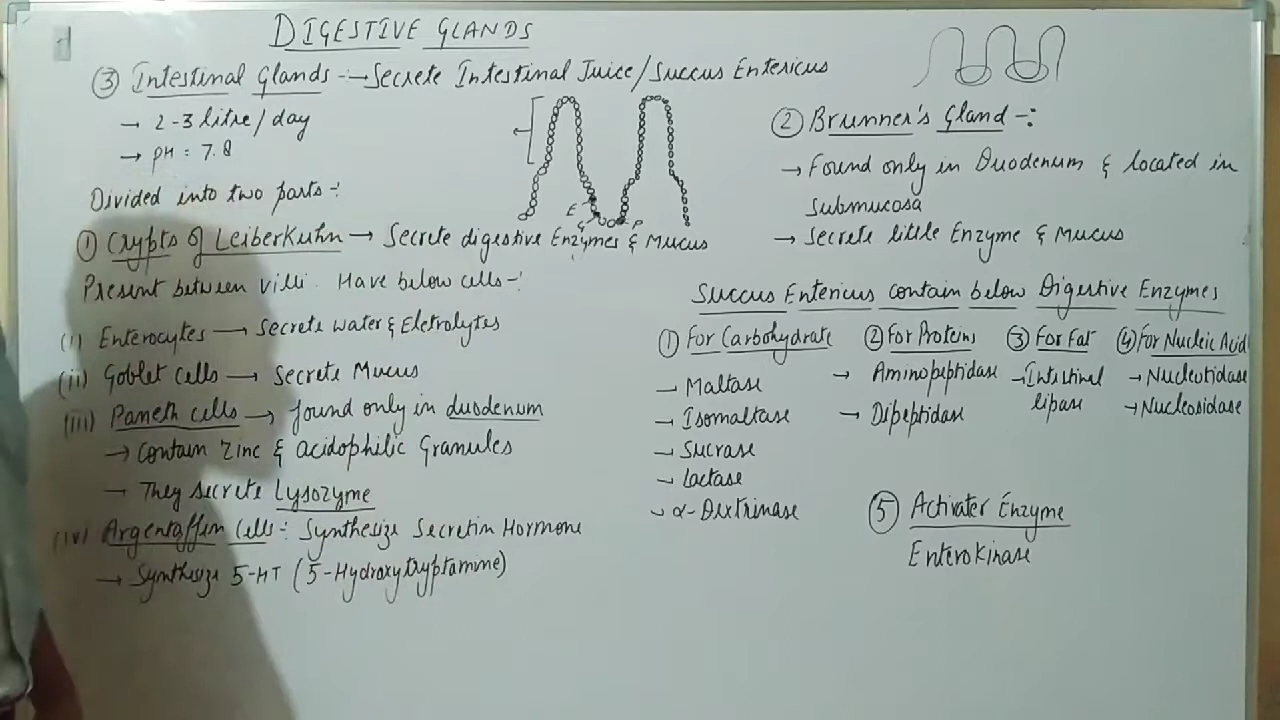 DIGESTIVE GLANDS
③ Intestinal Glands -→ Secrete Intestinal Juice/Succus Entericus
→ 2-3 litre/day
→ PH = 7.8
Divided into two parts-:
① Crypts of Leiberkuhn → Secrete digestive Enzymes & Mucus
Present between villi. Have below cells-:
(i) Enterocytes → Secrete water & Eletrolytes
(ii) Goblet cells → Secrete Mucus
(iii) Paneth cells → found only in duodenum
→ Contain Zinc & acidophilic Granules
→ They secrete Lysozyme
(iv) Argentaffin Cells: Synthesize Secretin Hormone
→ Synthesize 5-HT (5-Hydroxytryptamine)
E
G
P
② Brunner's Gland -:
→ Found only in Duodenum & located in
Submucosa
→ Secrete little Enzyme & Mucus
Succus Entericus contain below Digestive Enzymes
① For Carbohydrate
- Maltase
- Isomaltase
- Sucrase
- Lactase
- α-Dextrinase
② For Proteins
→ Aminopeptidase
→ Dipeptidase
③ For Fat
- Intestinal
lipase
④ For Nucleic Acid
→ Nucleotidase
→ Nucleosidase
⑤ Activater Enzyme
Enterokinase